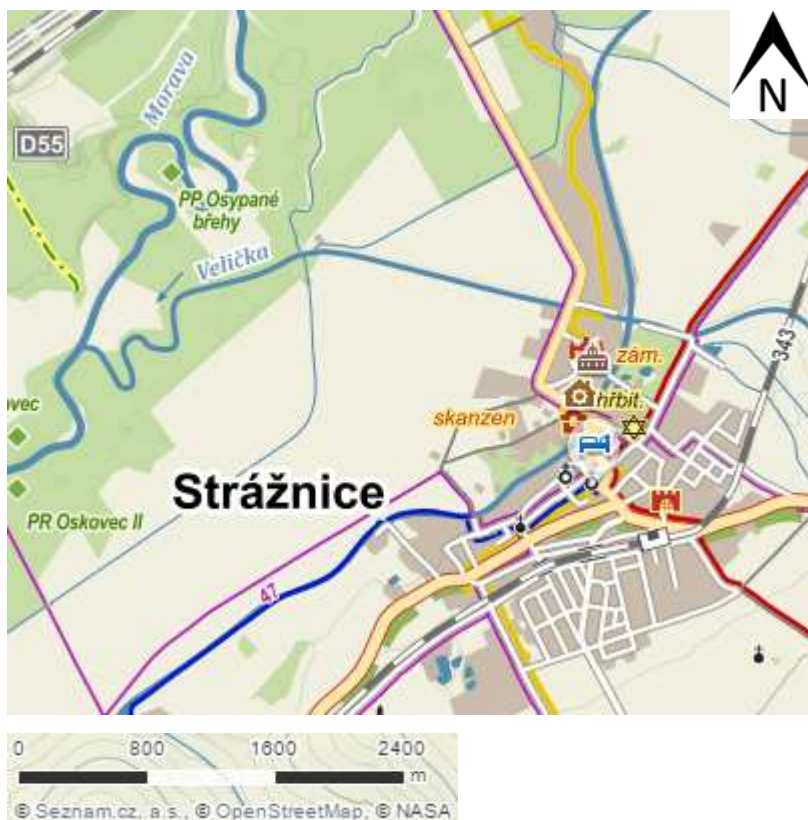 N
Morava
D55
PP Osypané
břehy
Velička
343
zám.
hřbit.
skanzen
ovec
Strážnice
PR Oskovec II
47
0 800 1600 2400
m
© Seznam.cz, a.s., © OpenStreetMap, © NASA